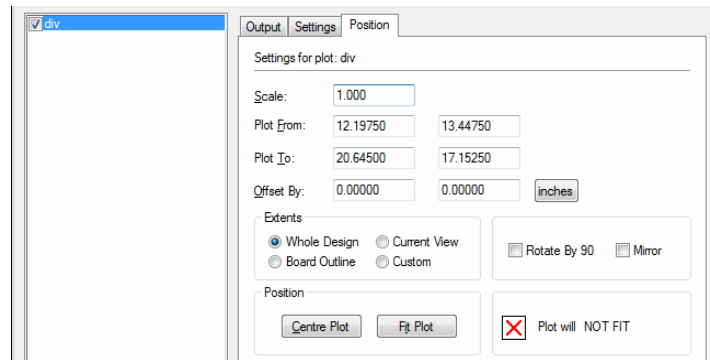 div
Output Settings Position
Settings for plot: div
Scale: 1.000
Plot From: 12.19750 13.44750
Plot To: 20.64500 17.15250
Offset By: 0.00000 0.00000 inches
Extents
Whole Design Current View
Board Outline Custom
Rotate By 90 Mirror
Position
Centre Plot Fit Plot
Plot will NOT FIT